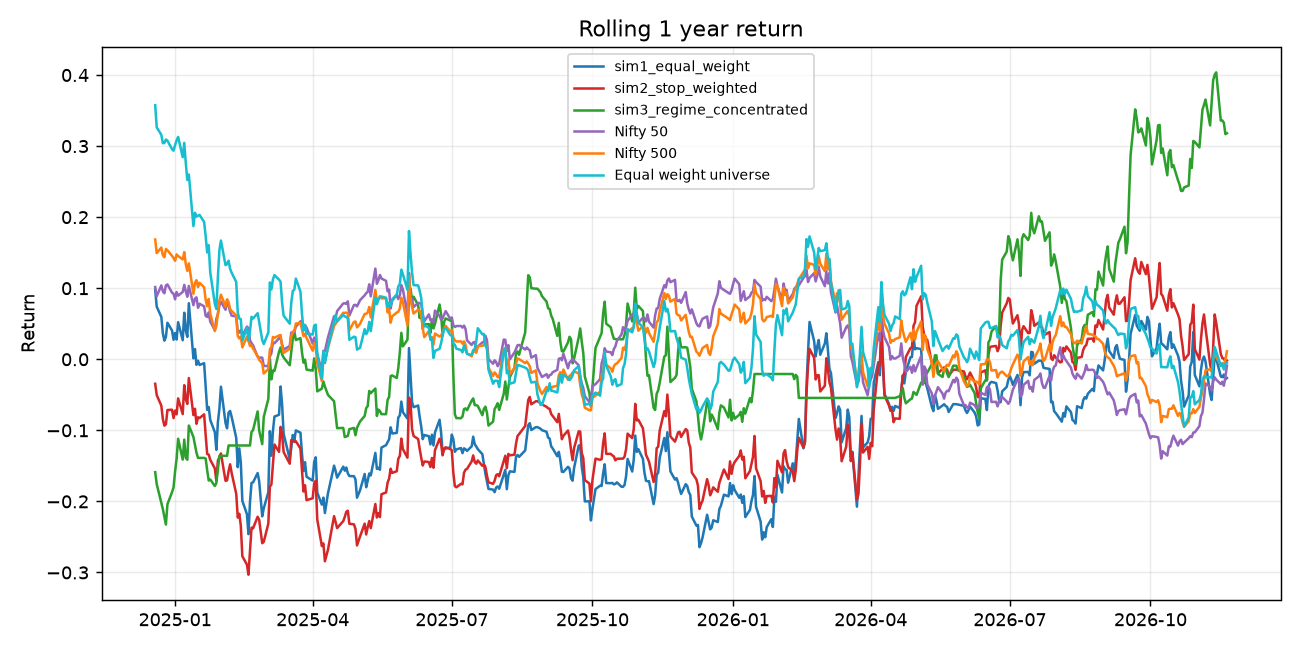 Rolling 1 year return
sim1_equal_weight
sim2_stop_weighted
sim3_regime_concentrated
Nifty 50
Nifty 500
Equal weight universe
Return
0.4
0.3
0.2
0.1
0.0
−0.1
−0.2
−0.3
2025-01
2025-04
2025-07
2025-10
2026-01
2026-04
2026-07
2026-10